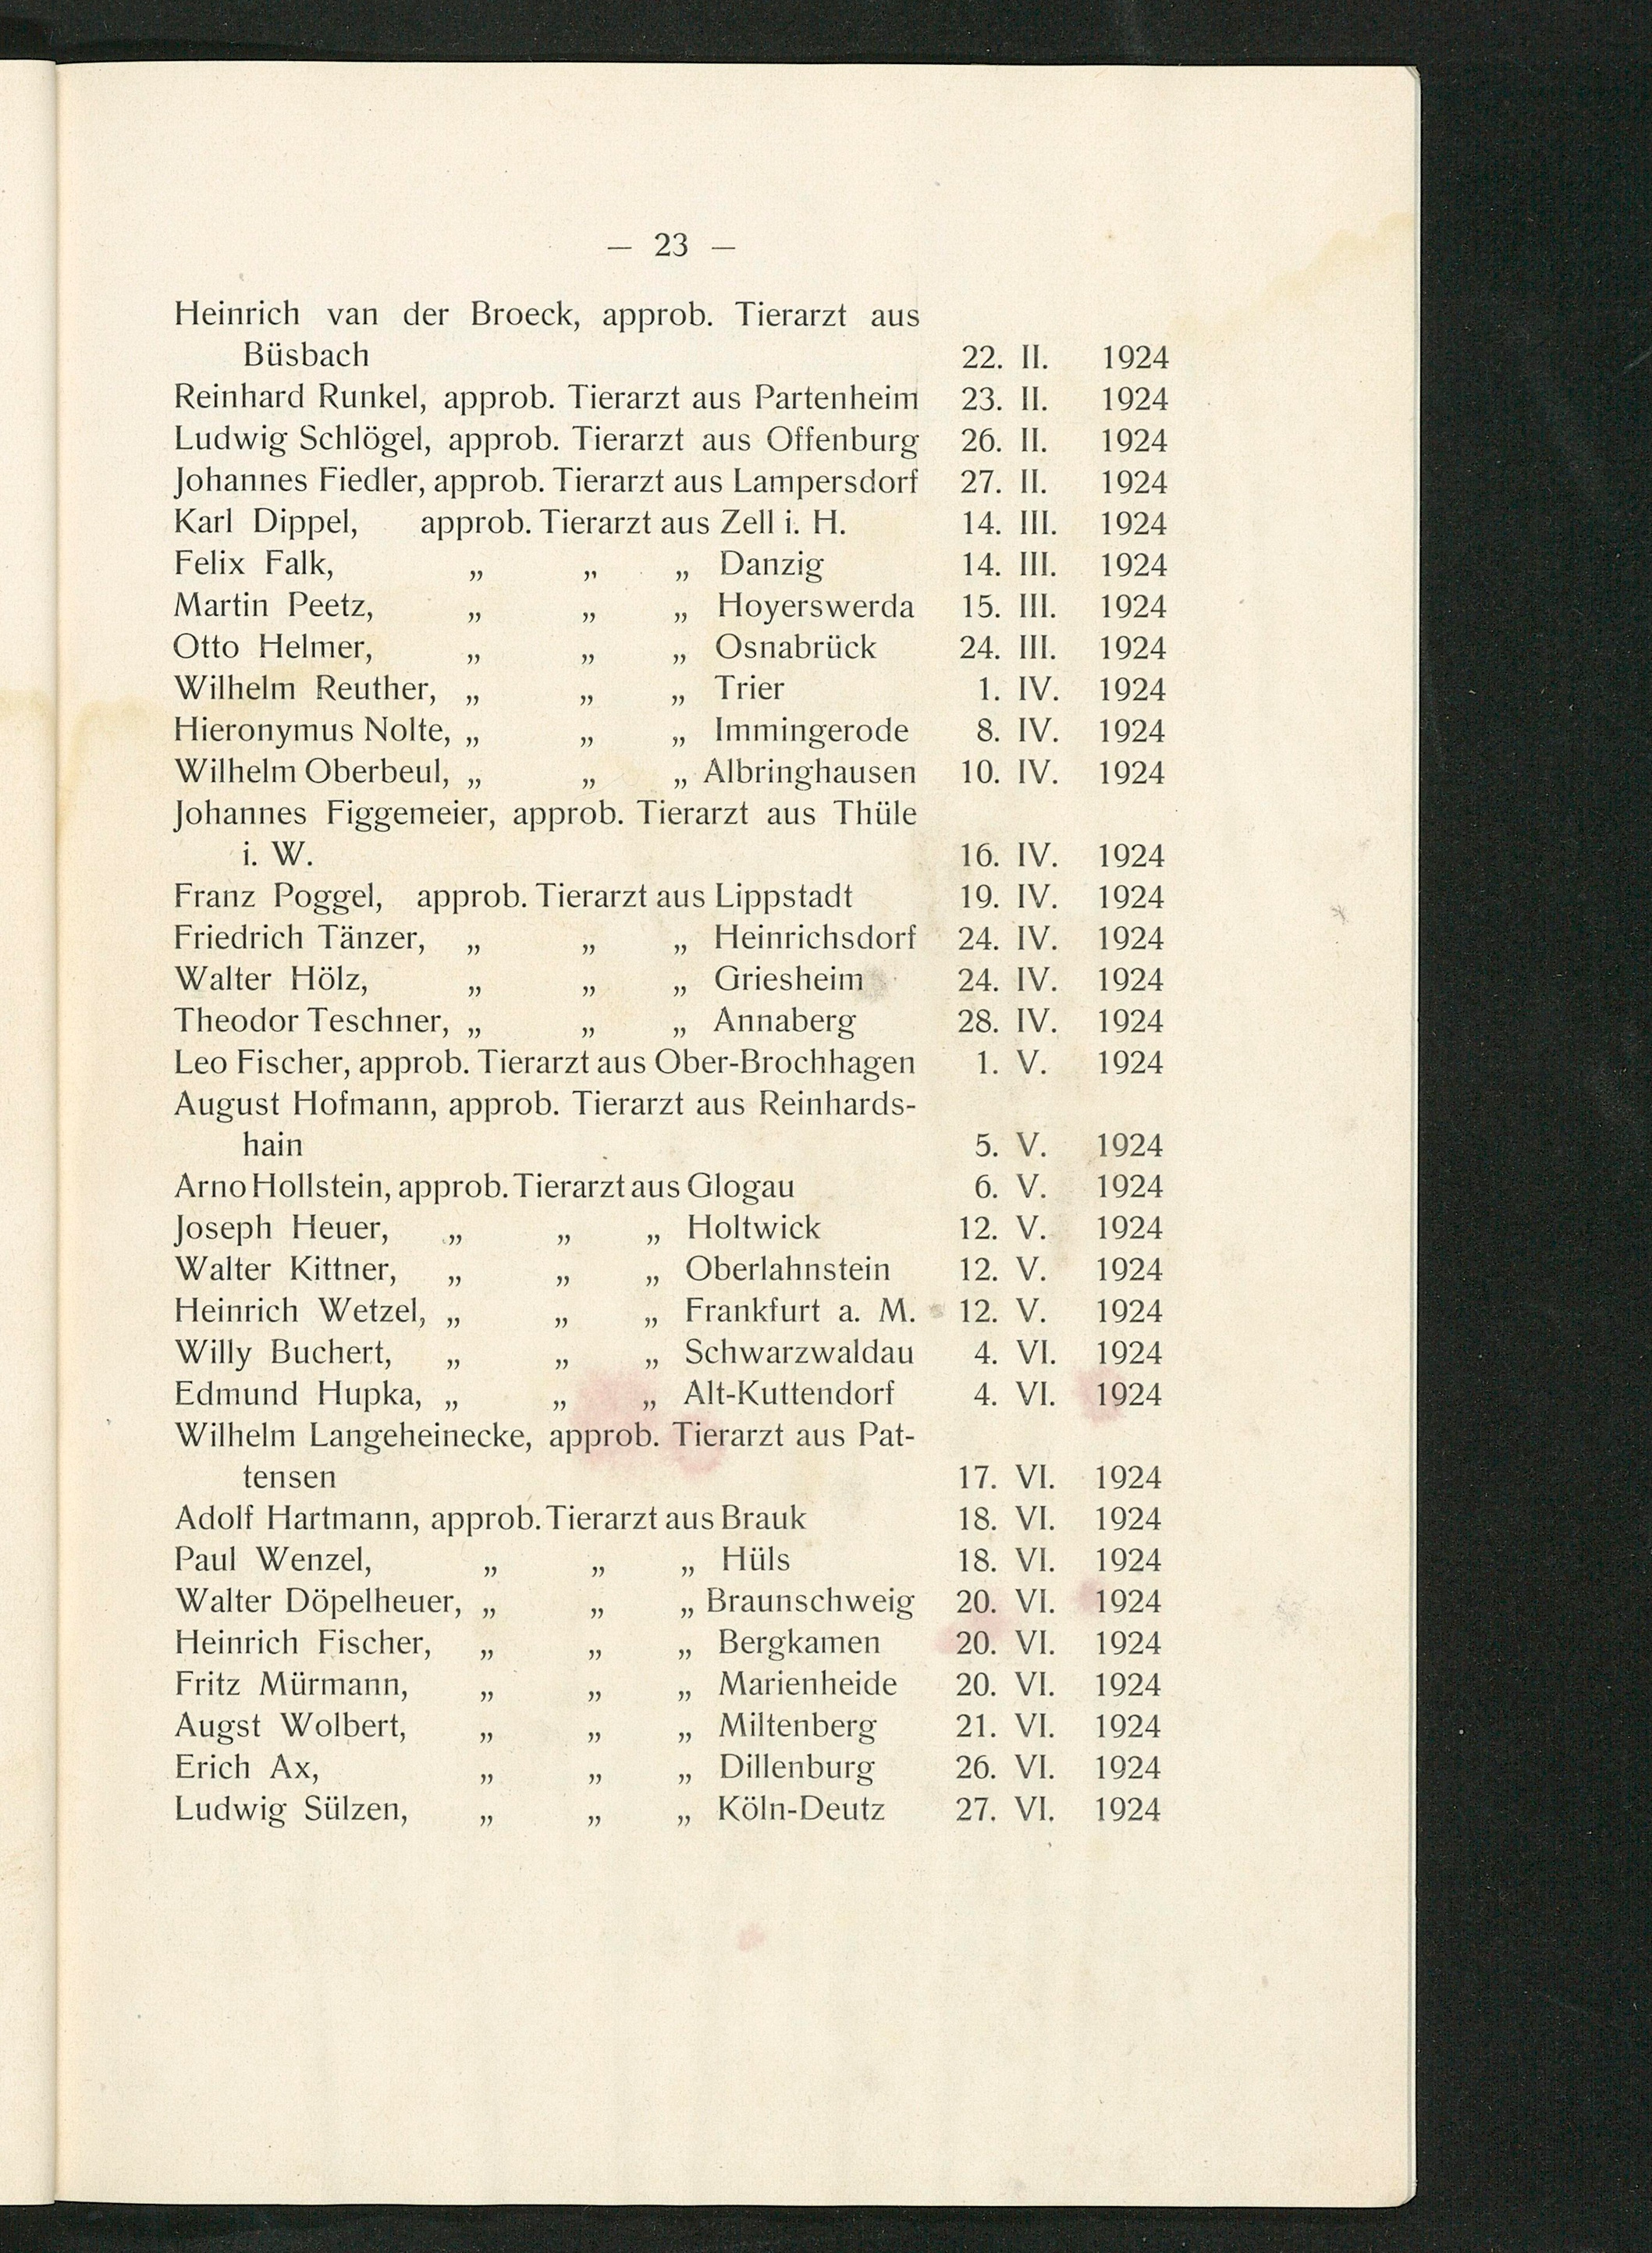 — 23 —
Heinrich van der Broeck, approb. Tierarzt aus
Büsbach 22. II. 1924
Reinhard Runkel, approb. Tierarzt aus Partenheim 23. II. 1924
Ludwig Schlögel, approb. Tierarzt aus Offenburg 26. II. 1924
Johannes Fiedler, approb. Tierarzt aus Lampersdorf 27. II. 1924
Karl Dippel, approb. Tierarzt aus Zell i. H. 14. III. 1924
Felix Falk, „ „ „ Danzig 14. III. 1924
Martin Peetz, „ „ „ Hoyerswerda 15. III. 1924
Otto Helmer, „ „ „ Osnabrück 24. III. 1924
Wilhelm Reuther, „ „ „ Trier 1. IV. 1924
Hieronymus Nolte, „ „ „ Immingerode 8. IV. 1924
Wilhelm Oberbeul, „ „ „ Albringhausen 10. IV. 1924
Johannes Figgemeier, approb. Tierarzt aus Thüle
i. W. 16. IV. 1924
Franz Poggel, approb. Tierarzt aus Lippstadt 19. IV. 1924
Friedrich Tänzer, „ „ „ Heinrichsdorf 24. IV. 1924
Walter Hölz, „ „ „ Griesheim 24. IV. 1924
Theodor Teschner, „ „ „ Annaberg 28. IV. 1924
Leo Fischer, approb. Tierarzt aus Ober-Brochhagen 1. V. 1924
August Hofmann, approb. Tierarzt aus Reinhards-
hain 5. V. 1924
Arno Hollstein, approb. Tierarzt aus Glogau 6. V. 1924
Joseph Heuer, „ „ „ Holtwick 12. V. 1924
Walter Kittner, „ „ „ Oberlahnstein 12. V. 1924
Heinrich Wetzel, „ „ „ Frankfurt a. M. 12. V. 1924
Willy Buchert, „ „ „ Schwarzwaldau 4. VI. 1924
Edmund Hupka, „ „ „ Alt-Kuttendorf 4. VI. 1924
Wilhelm Langeheinecke, approb. Tierarzt aus Pat-
tensen 17. VI. 1924
Adolf Hartmann, approb. Tierarzt aus Brauk 18. VI. 1924
Paul Wenzel, „ „ „ Hüls 18. VI. 1924
Walter Döpelheuer, „ „ „ Braunschweig 20. VI. 1924
Heinrich Fischer, „ „ „ Bergkamen 20. VI. 1924
Fritz Mürmann, „ „ „ Marienheide 20. VI. 1924
Augst Wolbert, „ „ „ Miltenberg 21. VI. 1924
Erich Ax, „ „ „ Dillenburg 26. VI. 1924
Ludwig Sülzen, „ „ „ Köln-Deutz 27. VI. 1924